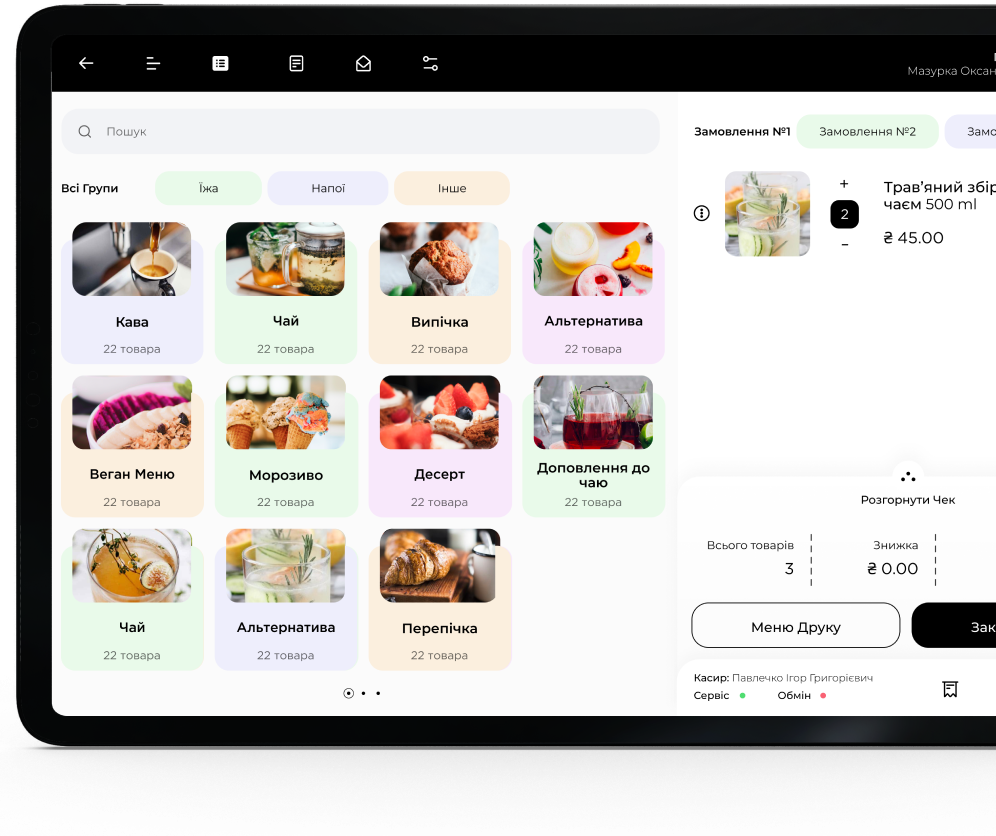 Мазурка Оксан
Пошук
Всі Групи
Їжа
Напої
Інше
Кава
22 товара
Чай
22 товара
Випічка
22 товара
Альтернатива
22 товара
Веган Меню
22 товара
Морозиво
22 товара
Десерт
22 товара
Доповлення до
чаю
22 товара
Чай
22 товара
Альтернатива
22 товара
Перепічка
22 товара
Замовлення №1
Замовлення №2
Замо
+
2
-
Трав’яний збір
чаєм 500 ml
₴ 45.00
Розгорнути Чек
Всього товарів
3
Знижка
₴ 0.00
Меню Друку
Зак
Касир: Павлечко Ігор Григорієвич
Сервіс
Обмін